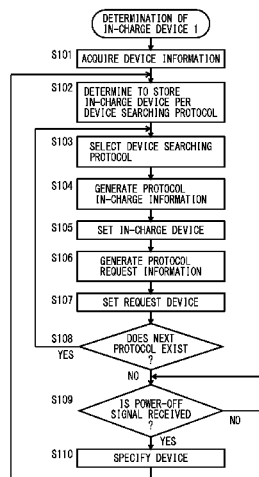 DETERMINATION OF
IN-CHARGE DEVICE 1
S101
ACQUIRE DEVICE INFORMATION
S102
DETERMINE TO STORE
IN-CHARGE DEVICE PER
DEVICE SEARCHING PROTOCOL
S103
SELECT DEVICE SEARCHING
PROTOCOL
S104
GENERATE PROTOCOL
IN-CHARGE INFORMATION
S105
SET IN-CHARGE DEVICE
S106
GENERATE PROTOCOL
REQUEST INFORMATION
S107
SET REQUEST DEVICE
S108
DOES NEXT
PROTOCOL EXIST
?
YES
NO
S109
IS POWER-OFF
SIGNAL RECEIVED
?
NO
YES
S110
SPECIFY DEVICE